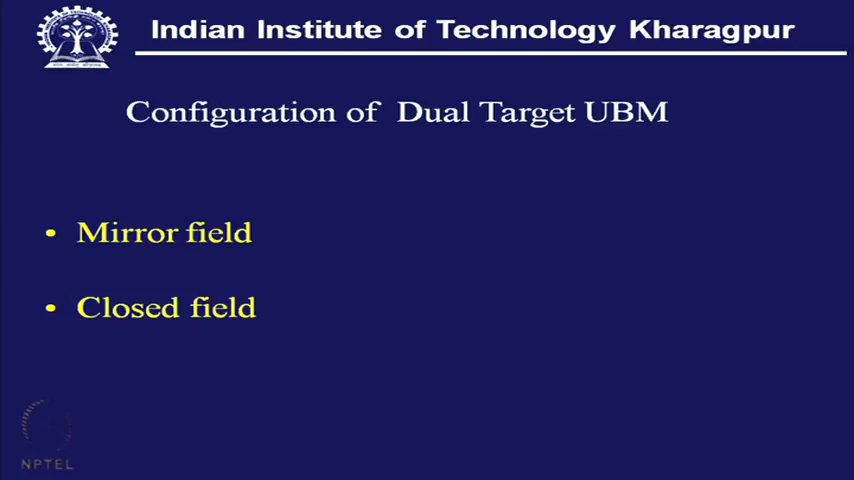 Indian Institute of Technology Kharagpur
Configuration of Dual Target UBM
• Mirror field
• Closed field
NPTEL